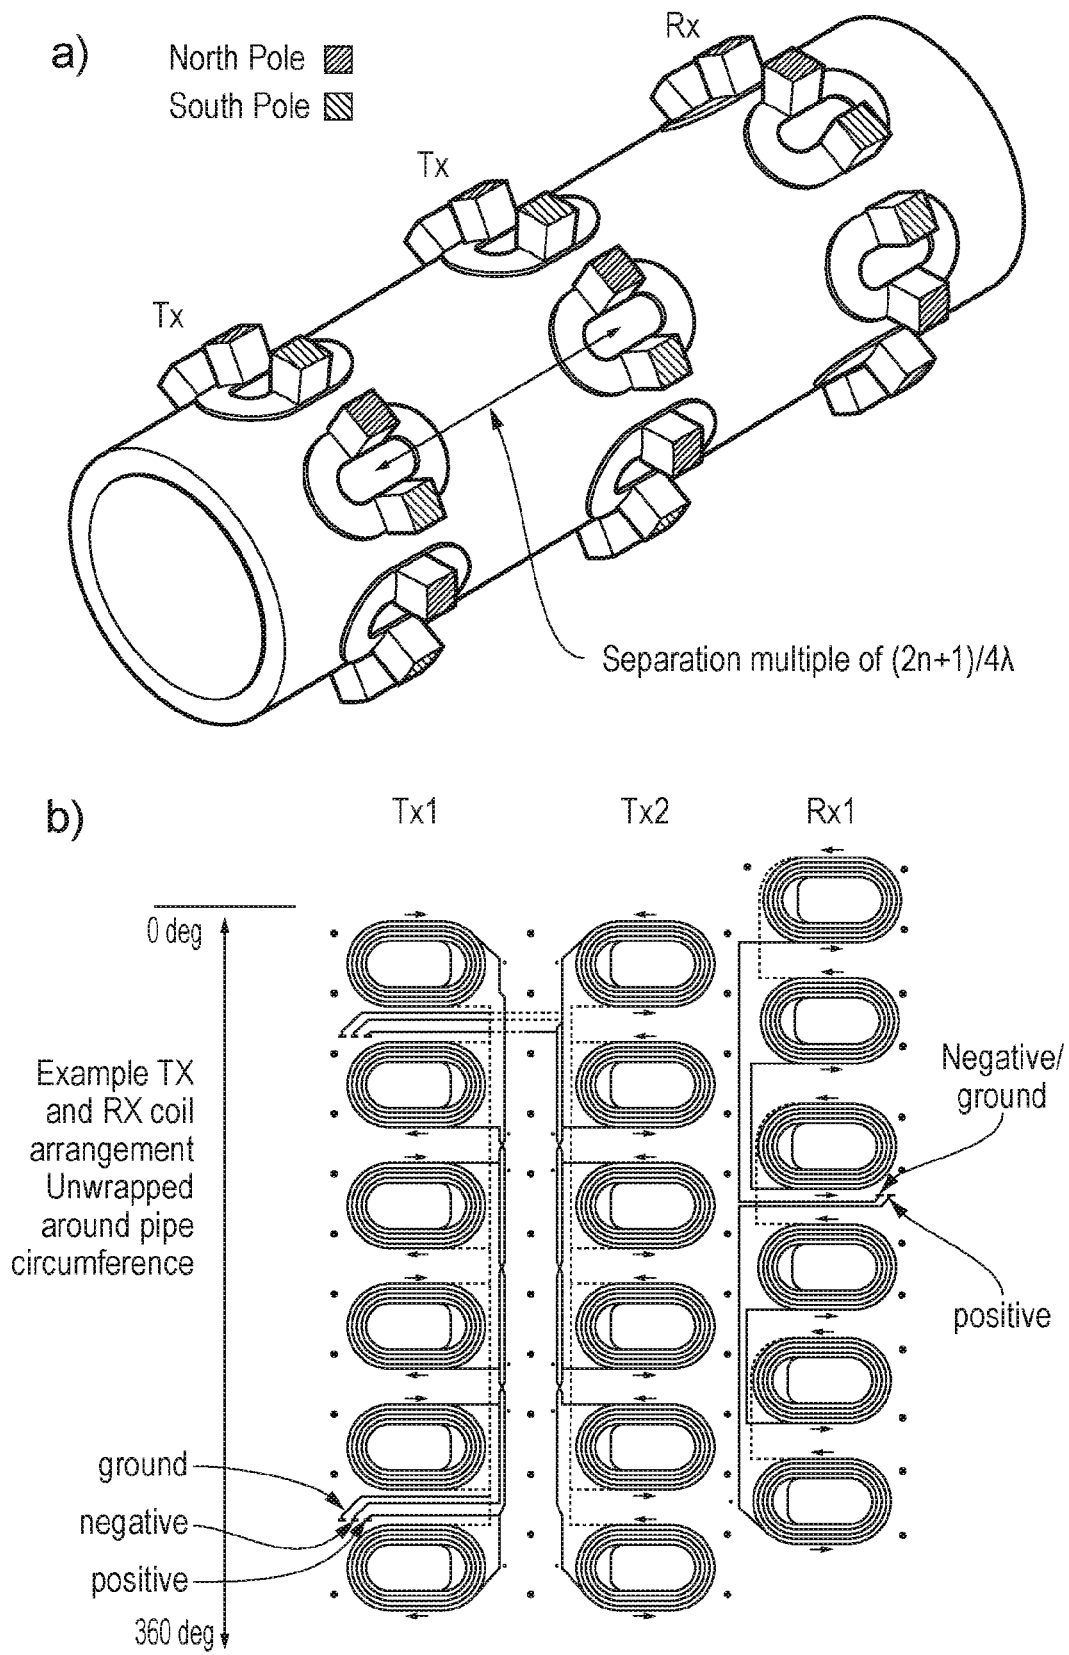 a)
North Pole
South Pole
Rx
Tx
Tx
Separation multiple of (2n+1)/4λ
b)
Tx1
Tx2
Rx1
0 deg
Example TX
and RX coil
arrangement
Unwrapped
around pipe
circumference
Negative/
ground
positive
ground
negative
positive
360 deg